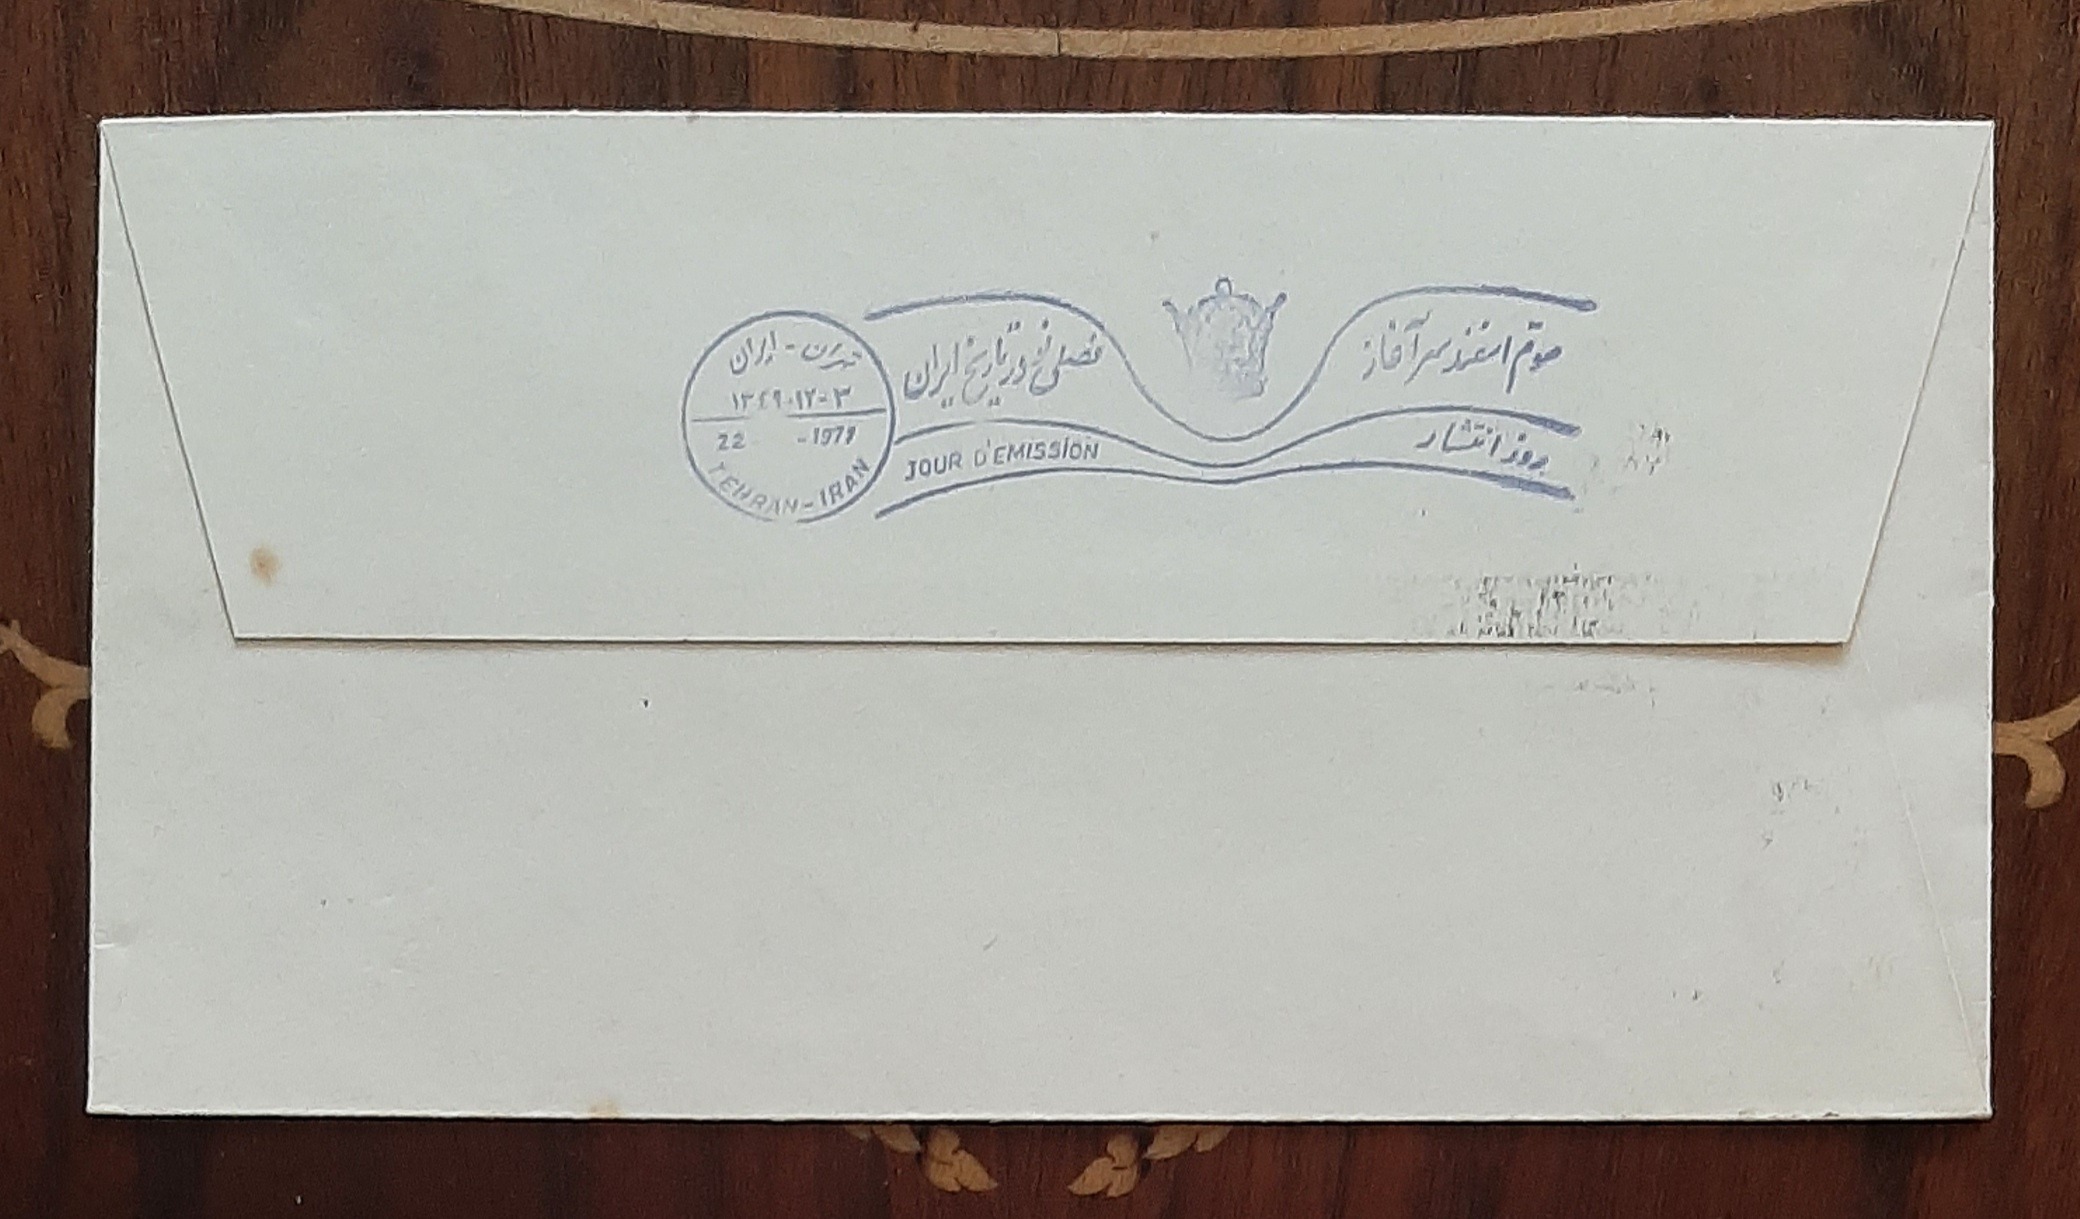 تهران - ایران
۱۳۴۹-۱۲-۳
22 -1971
TEHRAN-IRAN
سوّم اسفند سرآغاز
فصلی نو در تاریخ ایران
روز انتشار
JOUR D'EMISSION